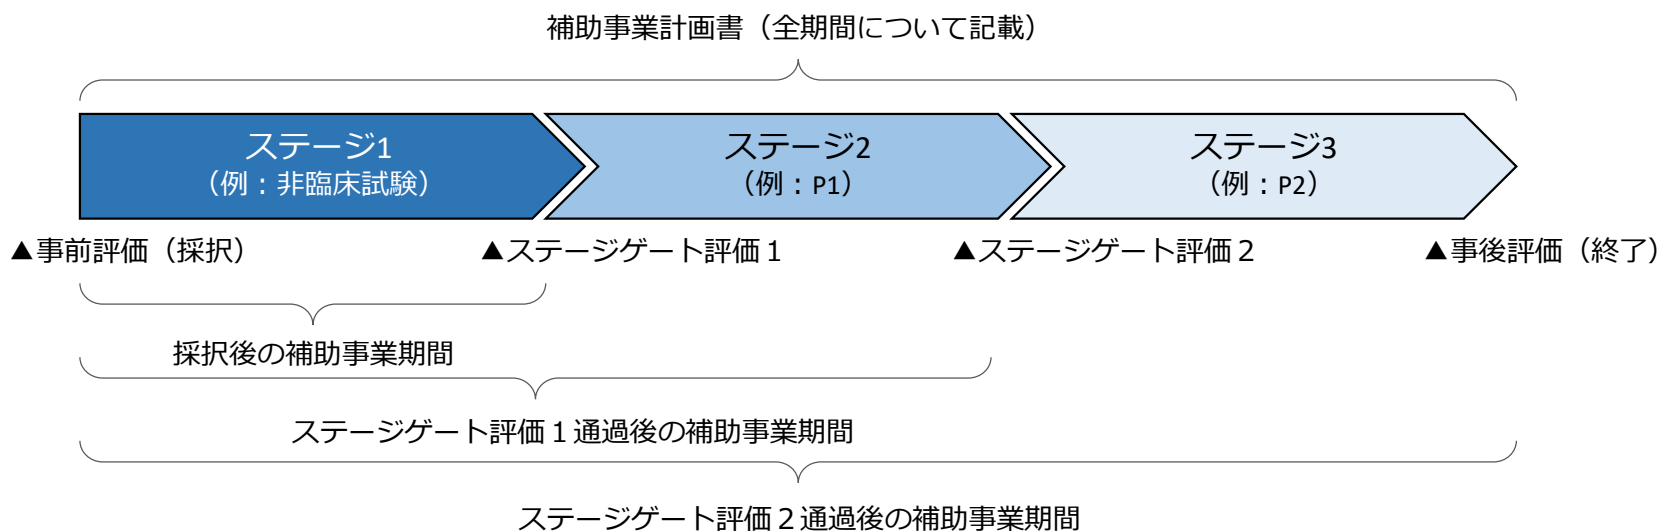 補助事業計画書（全期間について記載）
ステージ1
（例：非臨床試験）
ステージ2
（例：P1）
ステージ3
（例：P2）
▲事前評価（採択）
▲ステージゲート評価１
▲ステージゲート評価２
▲事後評価（終了）
採択後の補助事業期間
ステージゲート評価１通過後の補助事業期間
ステージゲート評価２通過後の補助事業期間